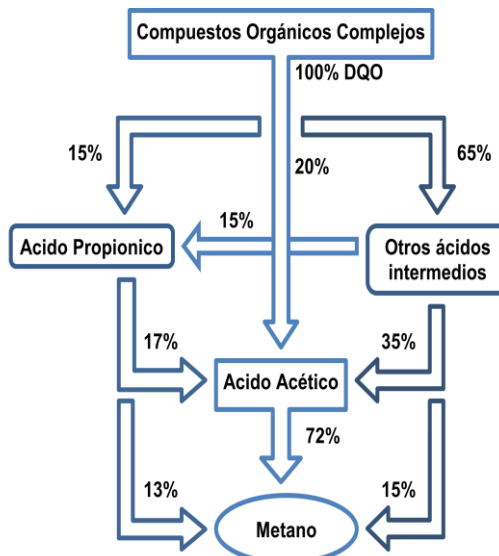 Compuestos Orgánicos Complejos
100% DQO
15%
20%
65%
15%
Acido Propionico
Otros ácidos
intermedios
17%
35%
Acido Acético
72%
13%
15%
Metano